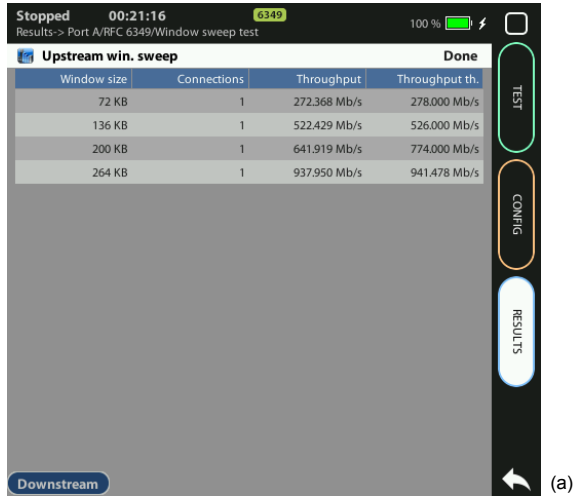 Stopped 00:21:16 6349 100 %
Results-> Port A/RFC 6349/Window sweep test
Upstream win. sweep Done
Window size Connections Throughput Throughput th.
72 KB 1 272.368 Mb/s 278.000 Mb/s
136 KB 1 522.429 Mb/s 526.000 Mb/s
200 KB 1 641.919 Mb/s 774.000 Mb/s
264 KB 1 937.950 Mb/s 941.478 Mb/s
TEST
CONFIG
RESULTS
Downstream
(a)